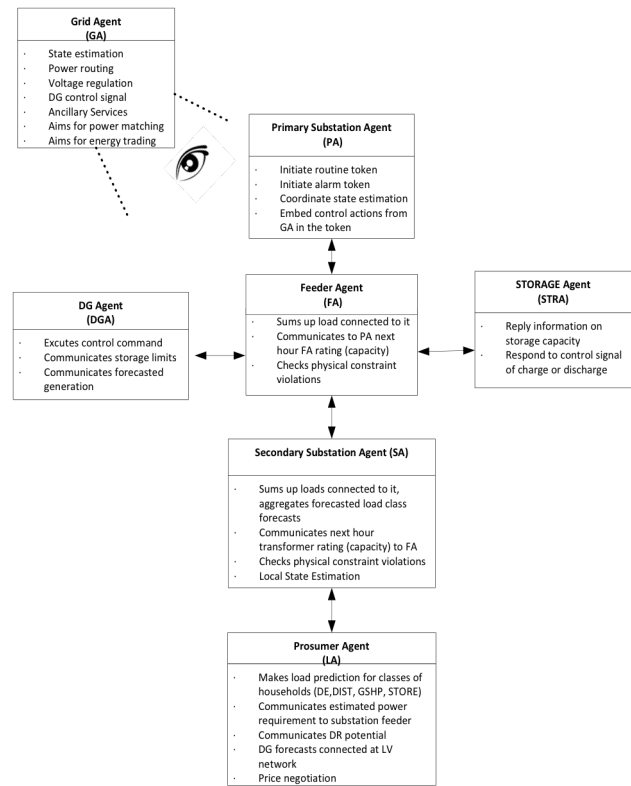 Grid Agent
(GA)
· State estimation
· Power routing
· Voltage regulation
· DG control signal
· Ancillary Services
· Aims for power matching
· Aims for energy trading
Primary Substation Agent
(PA)
· Initiate routine token
· Initiate alarm token
· Coordinate state estimation
· Embed control actions from
GA in the token
Feeder Agent
(FA)
· Sums up load connected to it
· Communicates to PA next
hour FA rating (capacity)
· Checks physical constraint
violations
DG Agent
(DGA)
· Excutes control command
· Communicates storage limits
· Communicates forecasted
generation
STORAGE Agent
(STRA)
· Reply information on
storage capacity
· Respond to control signal
of charge or discharge
Secondary Substation Agent (SA)
· Sums up loads connected to it,
aggregates forecasted load class
forecasts
· Communicates next hour
transformer rating (capacity) to FA
· Checks physical constraint violations
· Local State Estimation
Prosumer Agent
(LA)
· Makes load prediction for classes of
households (DE,DIST, GSHP, STORE)
· Communicates estimated power
requirement to substation feeder
· Communicates DR potential
· DG forecasts connected at LV
network
· Price negotiation